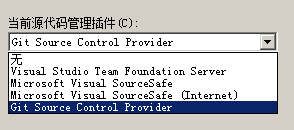 当前源代码管理插件(C):
Git Source Control Provider
无
Visual Studio Team Foundation Server
Microsoft Visual SourceSafe
Microsoft Visual SourceSafe (Internet)
Git Source Control Provider